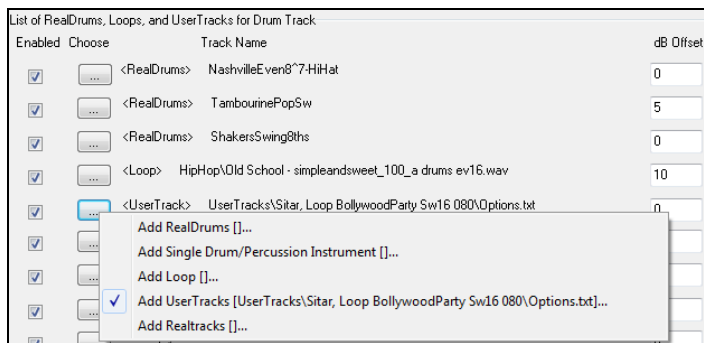 List of RealDrums, Loops, and UserTracks for Drum Track
Enabled Choose Track Name dB Offset
... <RealDrums> NashvilleEven8^7-HiHat 0
... <RealDrums> TambourinePopSw 5
... <RealDrums> ShakersSwing8ths 0
... <Loop> HipHop\Old School - simpleandsweet_100_a drums ev16.wav 10
... <UserTrack> UserTracks\Sitar, Loop BollywoodParty Sw16 080\Options.txt 0
Add RealDrums []...
Add Single Drum/Percussion Instrument []...
Add Loop []...
Add UserTracks [UserTracks\Sitar, Loop BollywoodParty Sw16 080\Options.txt]...
Add Realtracks []...